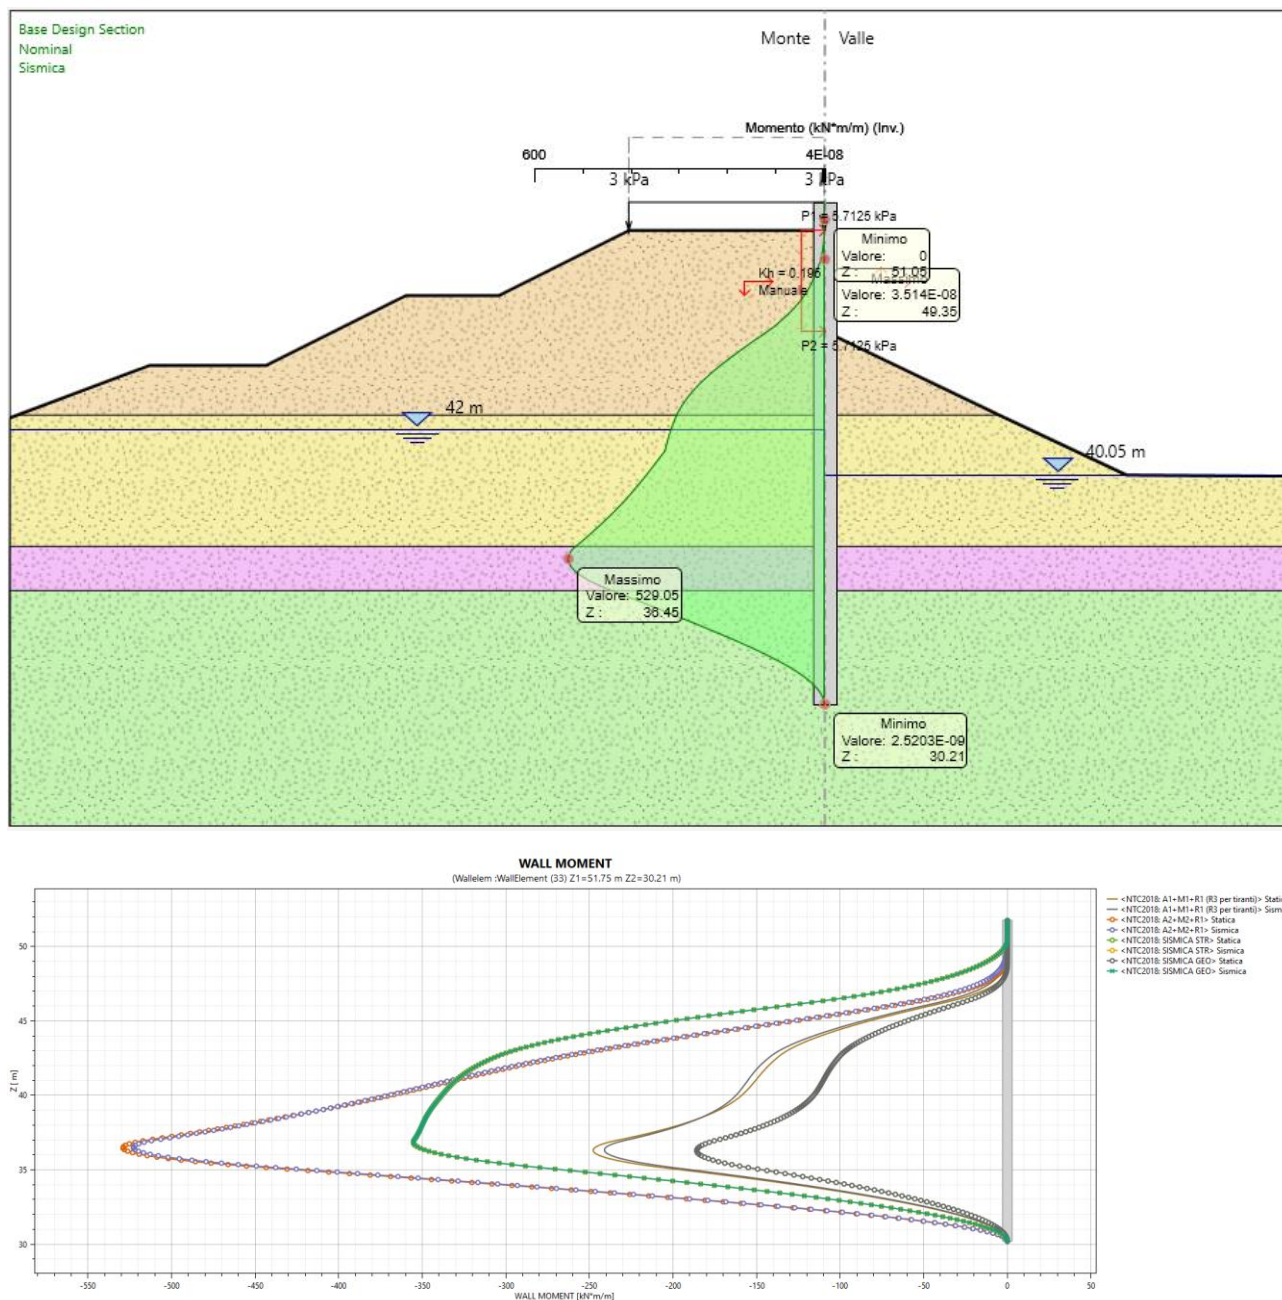 Base Design Section
Nominal
Sismica
Monte
Valle
Momento (kN*m/m) (Inv.)
600
4E-08
3 kPa
3 kPa
P1 = 5.7125 kPa
Minimo
Valore: 0
Z : 51.05
Kh = 0.195
Manuale
Massimo
Valore: 3.514E-08
Z : 49.35
P2 = 5.7125 kPa
42 m
40.05 m
Massimo
Valore: 529.05
Z : 36.45
Minimo
Valore: 2.5203E-09
Z : 30.21
WALL MOMENT
(Wallelem :WallElement (33) Z1=51.75 m Z2=30.21 m)
<NTC2018: A1+M1+R1 (R3 per tiranti)> Stati
<NTC2018: A1+M1+R1 (R3 per tiranti)> Sism
<NTC2018: A2+M2+R1> Statica
<NTC2018: A2+M2+R1> Sismica
<NTC2018: SISMICA STR> Statica
<NTC2018: SISMICA STR> Sismica
<NTC2018: SISMICA GEO> Statica
<NTC2018: SISMICA GEO> Sismica
50
45
40
35
30
Z [ m]
-550 -500 -450 -400 -350 -300 -250 -200 -150 -100 -50 0 50
WALL MOMENT [kN*m/m]